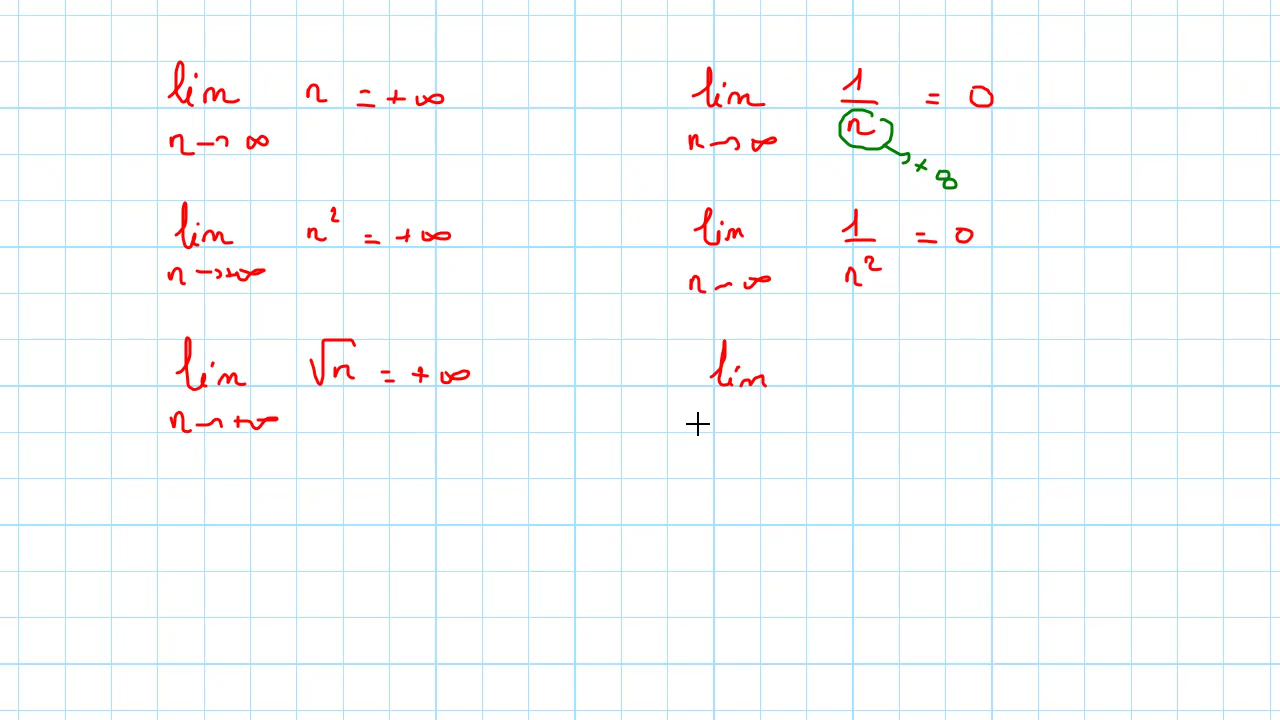 lim n = +∞
n→∞
lim 1/n = 0
n→∞
→+∞
lim n² = +∞
n→+∞
lim 1/n² = 0
n→∞
lim √n = +∞
n→+∞
lim